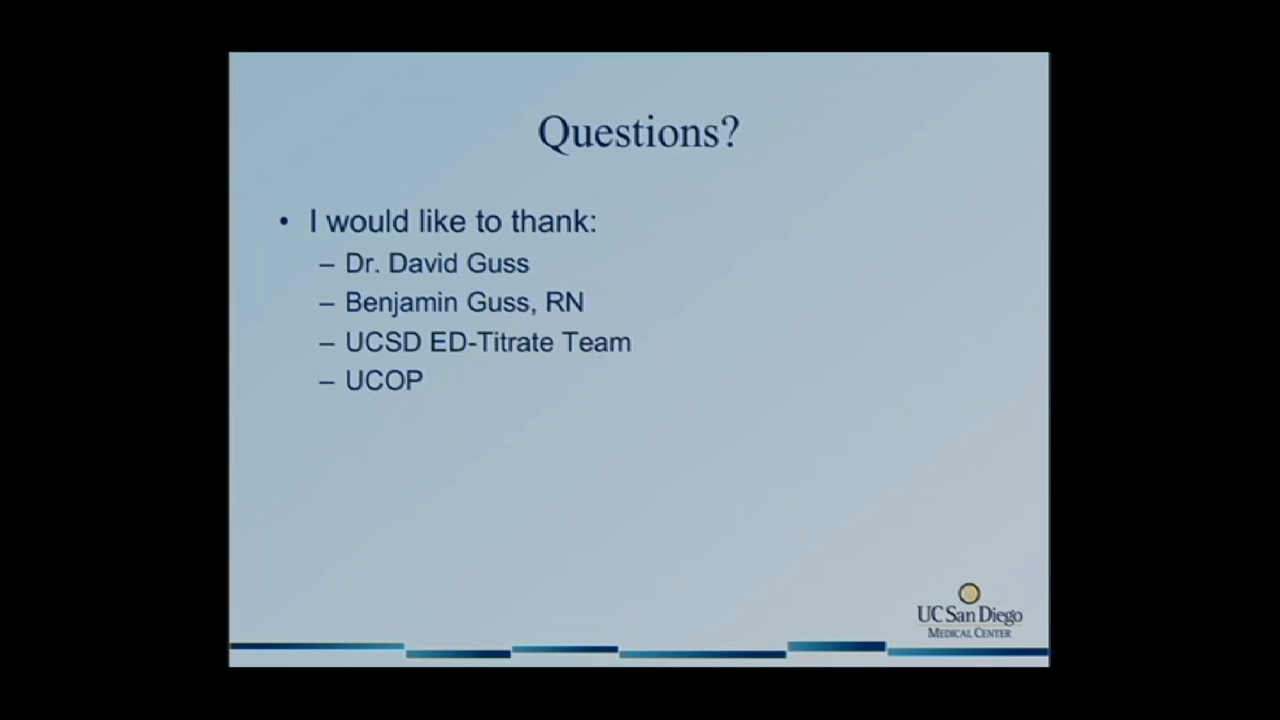 Questions?
• I would like to thank:
– Dr. David Guss
– Benjamin Guss, RN
– UCSD ED-Titrate Team
– UCOP
UC San Diego
MEDICAL CENTER